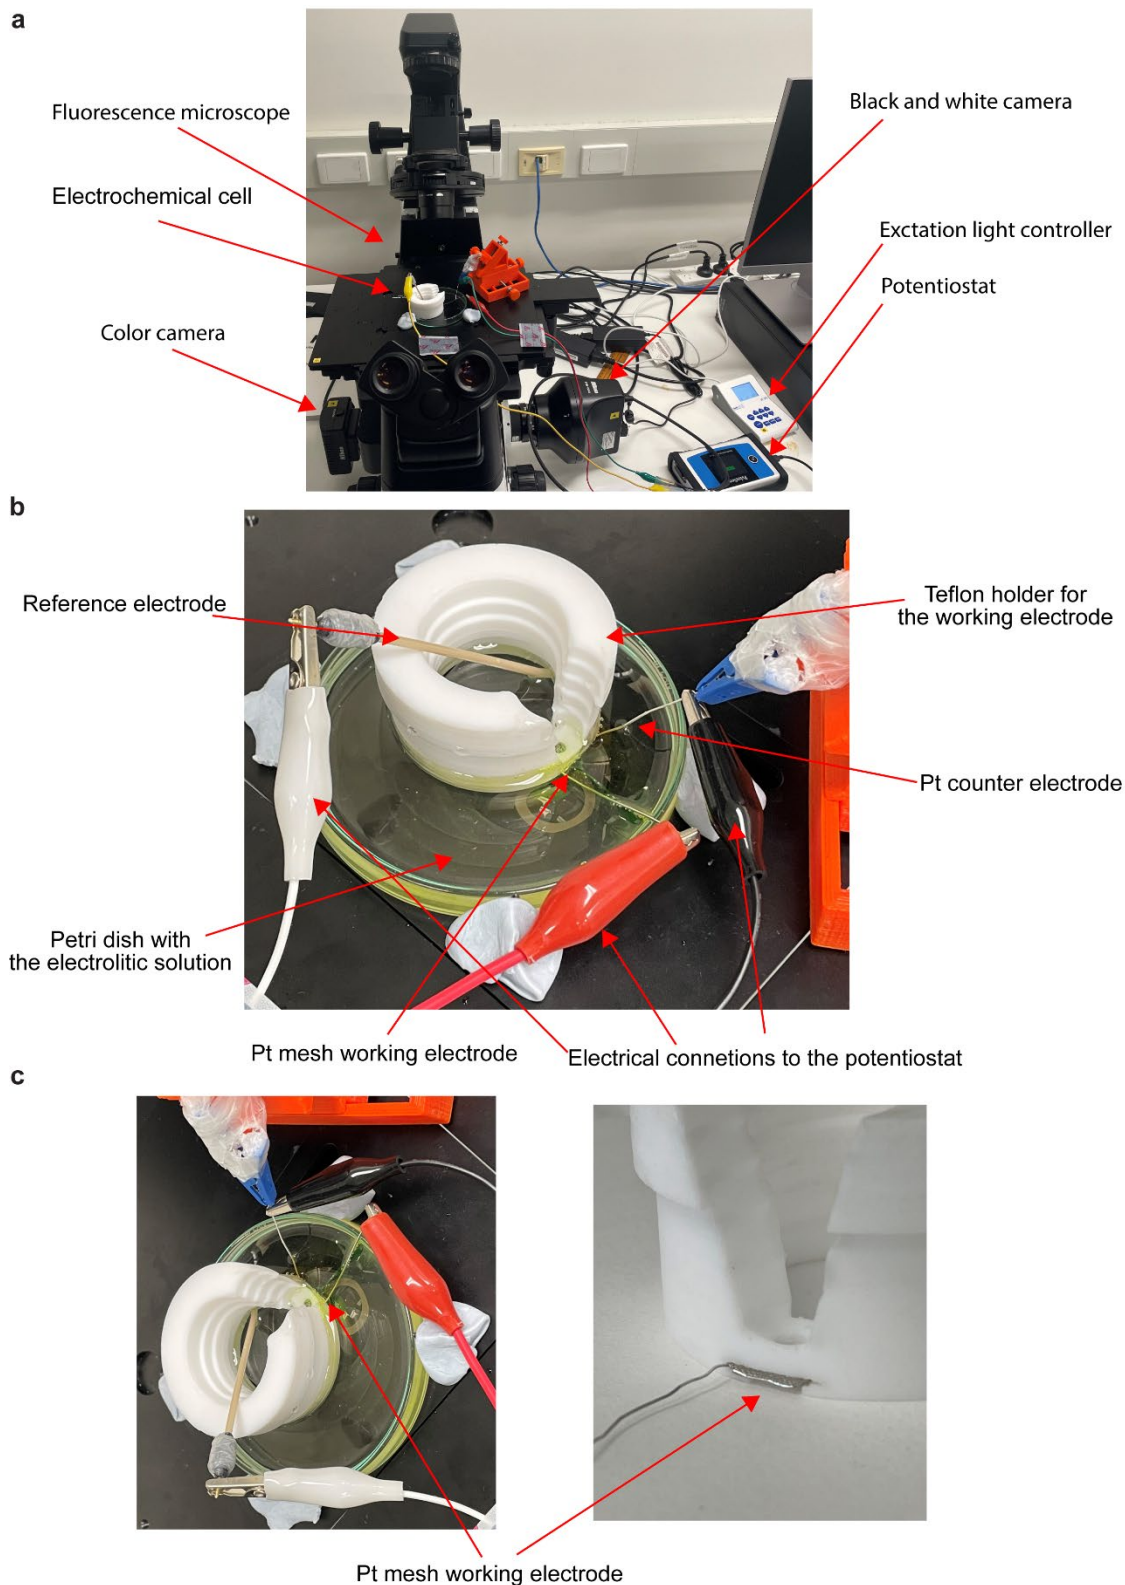 a
Fluorescence microscope
Electrochemical cell
Color camera
Black and white camera
Exctation light controller
Potentiostat
b
Reference electrode
Teflon holder for
the working electrode
Pt counter electrode
Petri dish with
the electrolitic solution
Pt mesh working electrode
Electrical connetions to the potentiostat
c
Pt mesh working electrode